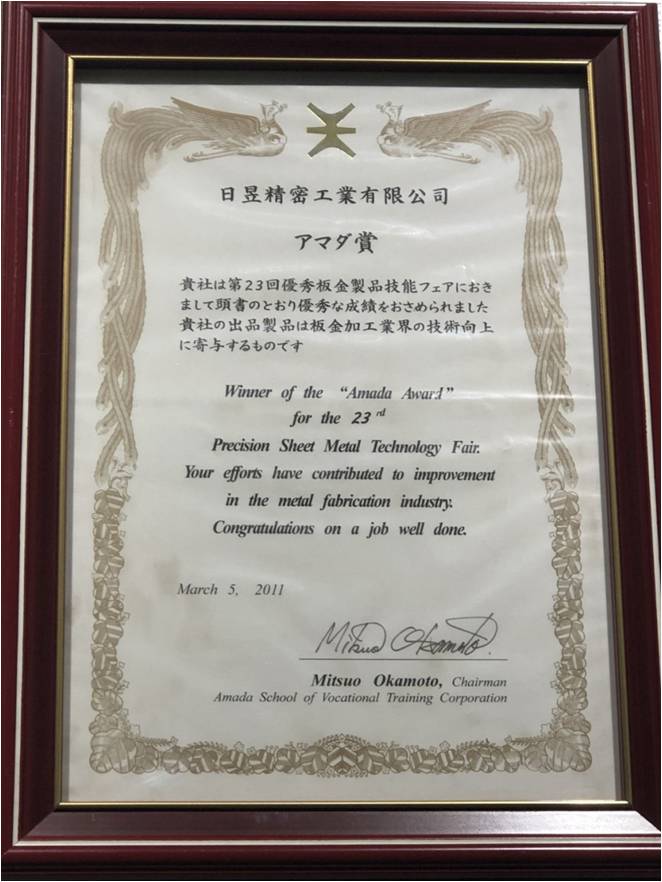 日昱精密工業有限公司
アマダ賞
貴社は第23回優秀板金製品技能フェアにおき
まして頭書のとおり優秀な成績をおさめられました
貴社の出品製品は板金加工業界の技術向上
に寄与するものです
Winner of the “Amada Award”
for the 23rd
Precision Sheet Metal Technology Fair.
Your efforts have contributed to improvement
in the metal fabrication industry.
Congratulations on a job well done.
March 5, 2011
Mitsuo Okamoto
Mitsuo Okamoto, Chairman
Amada School of Vocational Training Corporation